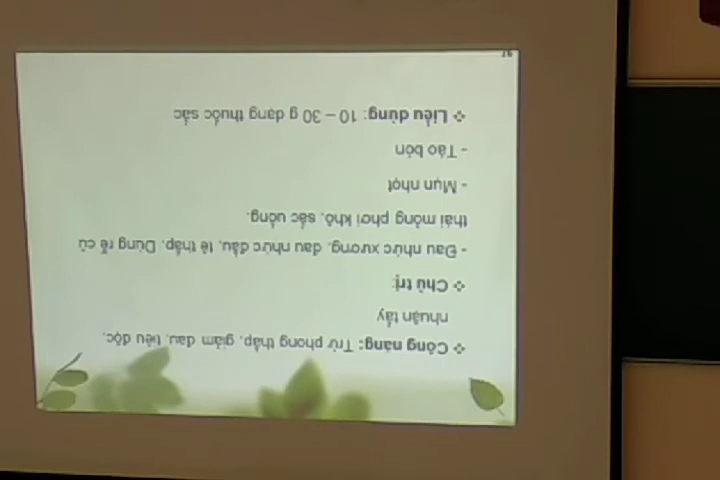 ❖ Công năng: Trừ phong thấp, giảm đau, tiêu độc,
nhuận tẩy
❖ Chủ trị:
- Đau nhức xương, đau nhức đầu, tê thấp. Dùng rễ củ
thái mỏng phơi khô, sắc uống.
- Mụn nhọt
- Táo bón
❖ Liều dùng: 10 – 30 g dạng thuốc sắc